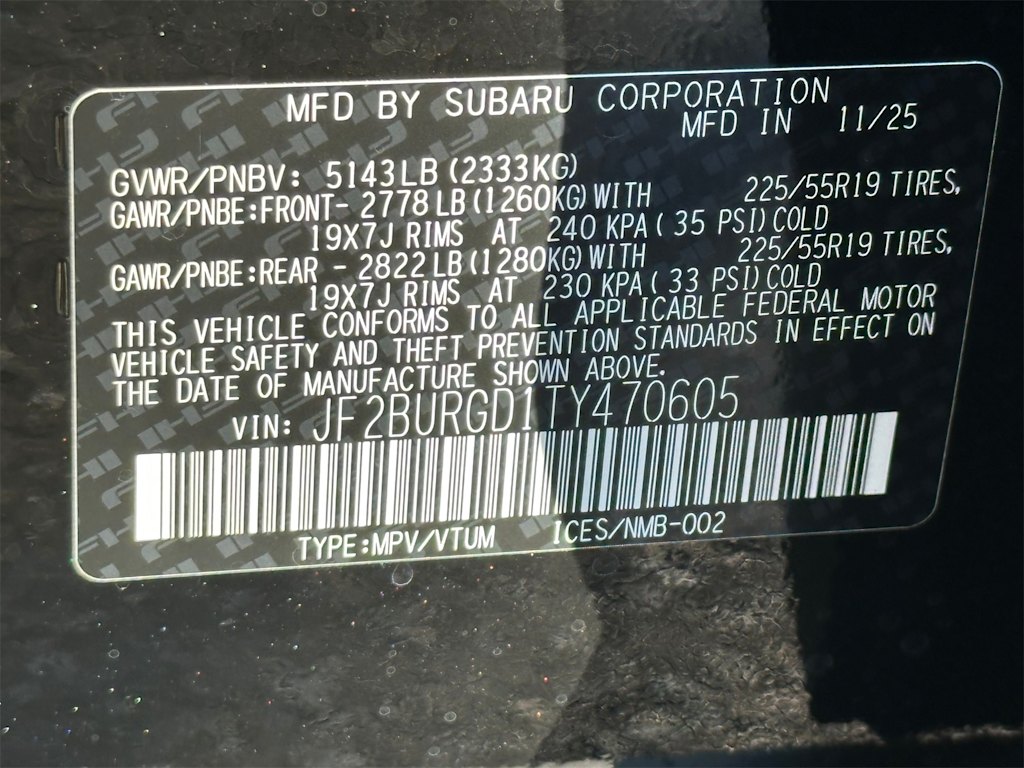 MFD BY SUBARU CORPORATION
MFD IN 11/25
GVWR/PNBV: 5143LB (2333KG)
GAWR/PNBE:FRONT- 2778LB(1260KG)WITH 225/55R19 TIRES,
19X7J RIMS AT 240 KPA( 35 PSI)COLD
GAWR/PNBE:REAR - 2822LB(1280KG)WITH 225/55R19 TIRES,
19X7J RIMS AT 230 KPA( 33 PSI)COLD
THIS VEHICLE CONFORMS TO ALL APPLICABLE FEDERAL MOTOR
VEHICLE SAFETY AND THEFT PREVENTION STANDARDS IN EFFECT ON
THE DATE OF MANUFACTURE SHOWN ABOVE.
VIN: JF2BURGD1TY470605
TYPE:MPV/VTUM ICES/NMB-002